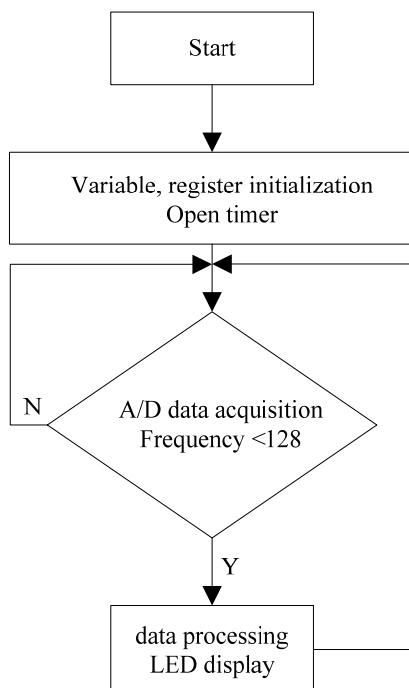 Start
Variable, register initialization
Open timer
A/D data acquisition
Frequency <128
N
Y
data processing
LED display